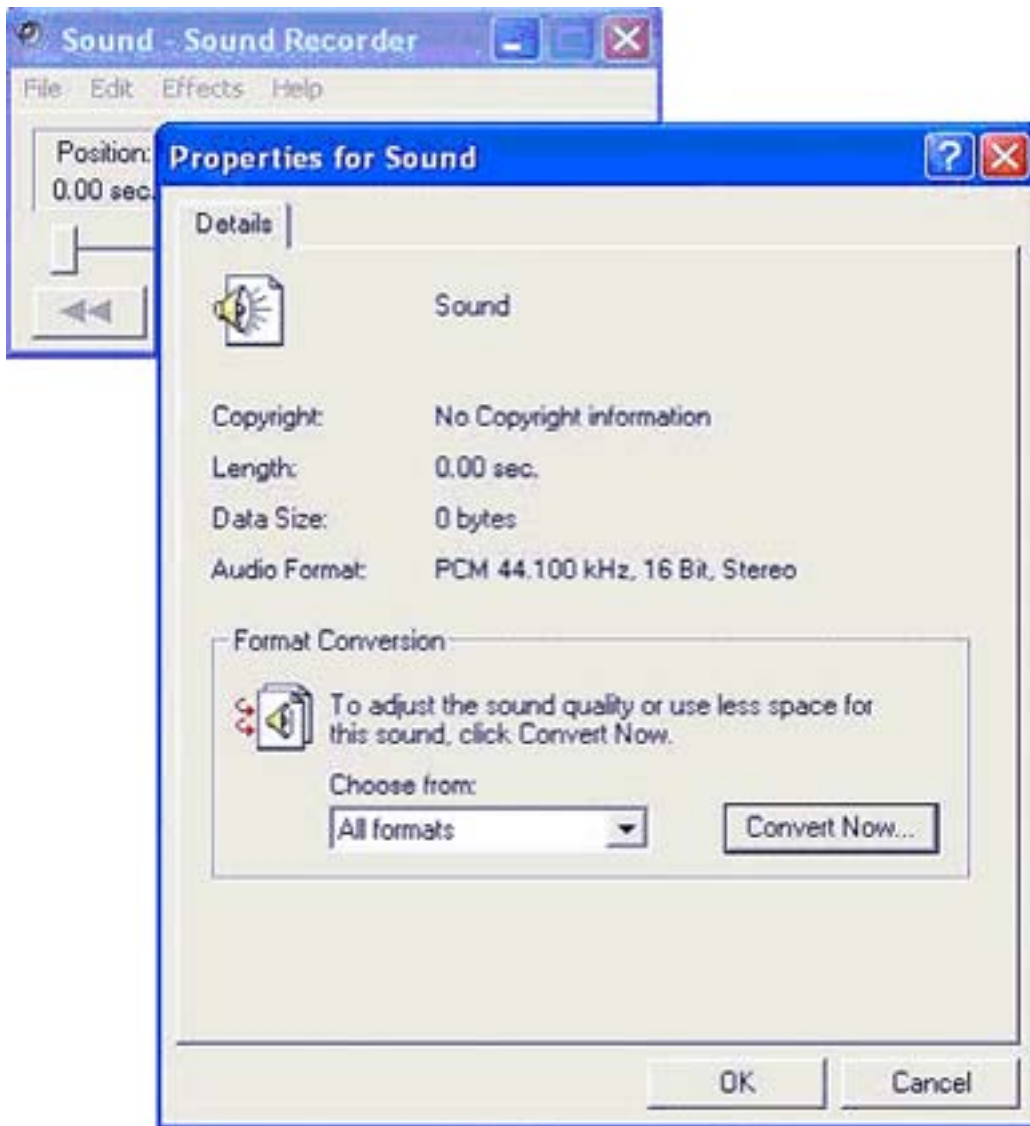 Sound - Sound Recorder
File Edit Effects Help
Position:
0.00 sec.
Properties for Sound
Details
Sound
Copyright: No Copyright information
Length: 0.00 sec.
Data Size: 0 bytes
Audio Format: PCM 44.100 kHz, 16 Bit, Stereo
Format Conversion
To adjust the sound quality or use less space for
this sound, click Convert Now.
Choose from:
All formats Convert Now...
OK Cancel